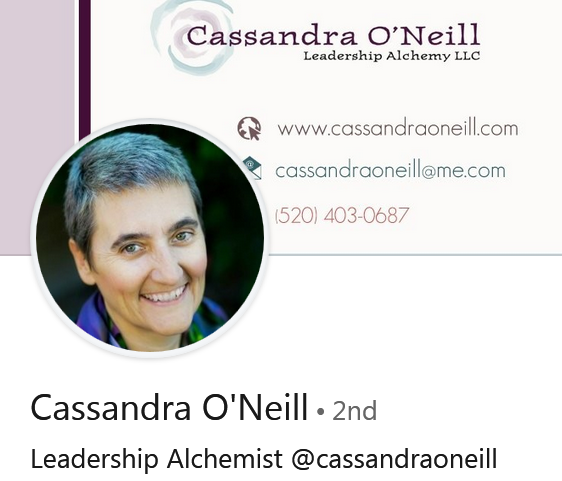 Cassandra O'Neill
Leadership Alchemy LLC
www.cassandraoneill.com
cassandraoneill@me.com
(520) 403-0687
Cassandra O'Neill • 2nd
Leadership Alchemist @cassandraoneill